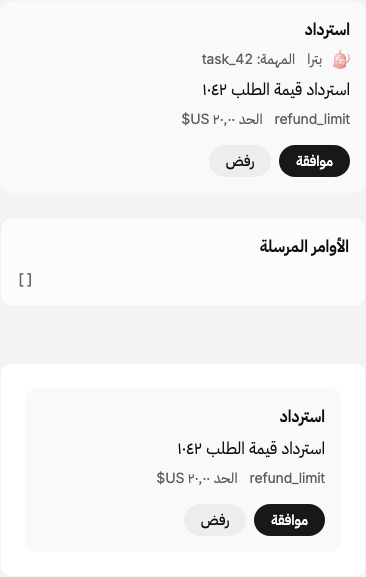 استرداد
بترا المهمة: task_42
استرداد قيمة الطلب ١٠٤٢
refund_limit الحد ٢٠٫٠٠ US$
موافقة رفض
الأوامر المرسلة
[]
استرداد
استرداد قيمة الطلب ١٠٤٢
refund_limit الحد ٢٠٫٠٠ US$
موافقة رفض